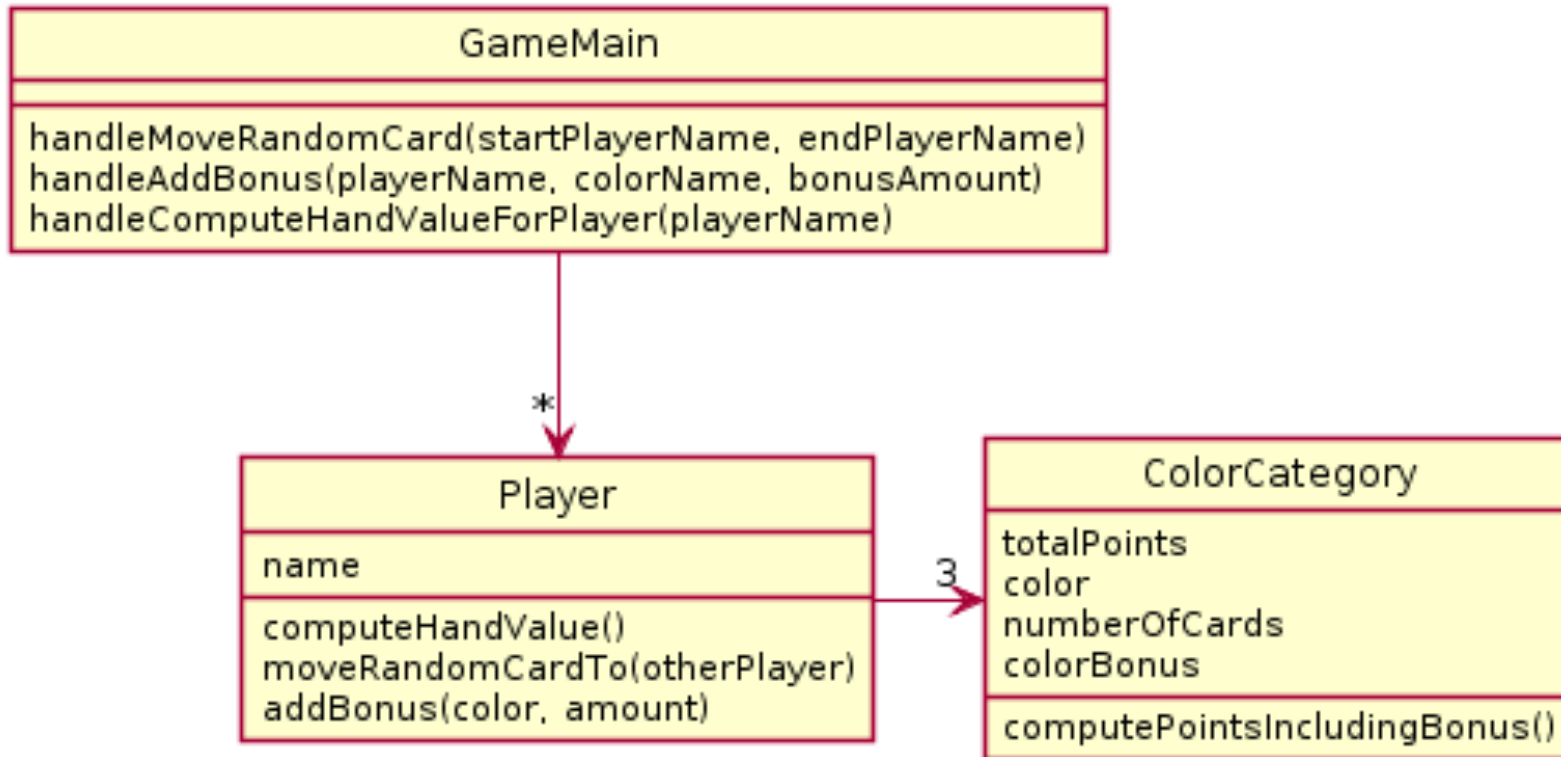 GameMain
handleMoveRandomCard(startPlayerName, endPlayerName)
handleAddBonus(playerName, colorName, bonusAmount)
handleComputeHandValueForPlayer(playerName)
*
Player
name
computeHandValue()
moveRandomCardTo(otherPlayer)
addBonus(color, amount)
3
ColorCategory
totalPoints
color
numberOfCards
colorBonus
computePointsIncludingBonus()